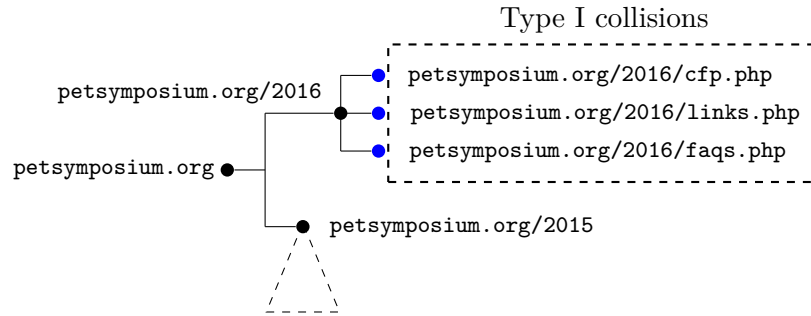 Type I collisions
petsymposium.org/2016/cfp.php
petsymposium.org/2016
petsymposium.org/2016/links.php
petsymposium.org/2016/faqs.php
petsymposium.org
petsymposium.org/2015